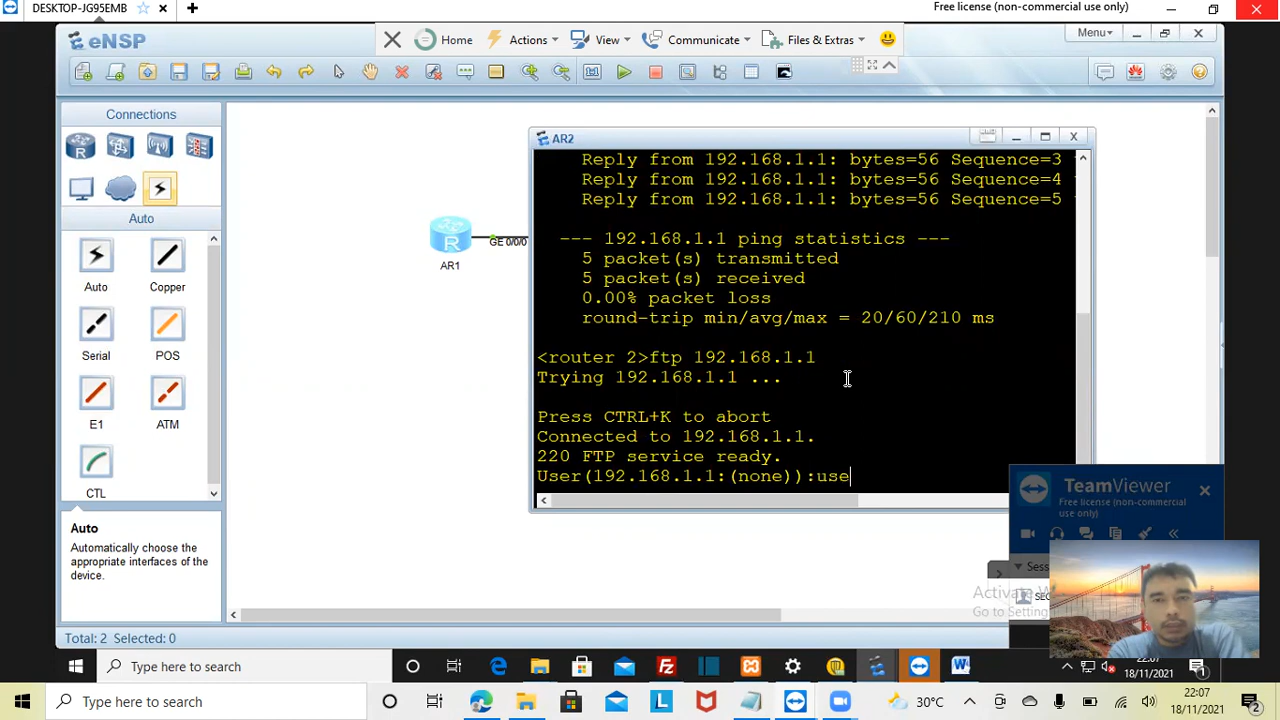 DESKTOP-JG95EMB
Free license (non-commercial use only)
eNSP
Home
Actions
View
Communicate
Files & Extras
Menu
Connections
Auto
Auto
Copper
Serial
POS
E1
ATM
CTL
Auto
Automatically choose the
appropriate interfaces of the
device.
R
AR1
GE 0/0/0
AR2
Reply from 192.168.1.1: bytes=56 Sequence=3
Reply from 192.168.1.1: bytes=56 Sequence=4
Reply from 192.168.1.1: bytes=56 Sequence=5
--- 192.168.1.1 ping statistics ---
5 packet(s) transmitted
5 packet(s) received
0.00% packet loss
round-trip min/avg/max = 20/60/210 ms
<router 2>ftp 192.168.1.1
Trying 192.168.1.1 ...
Press CTRL+K to abort
Connected to 192.168.1.1.
220 FTP service ready.
User(192.168.1.1:(none)):use
TeamViewer
Free license (non-commercial
use only)
Total: 2 Selected: 0
Type here to search
18/11/2021
Type here to search
30°C
22:07
18/11/2021